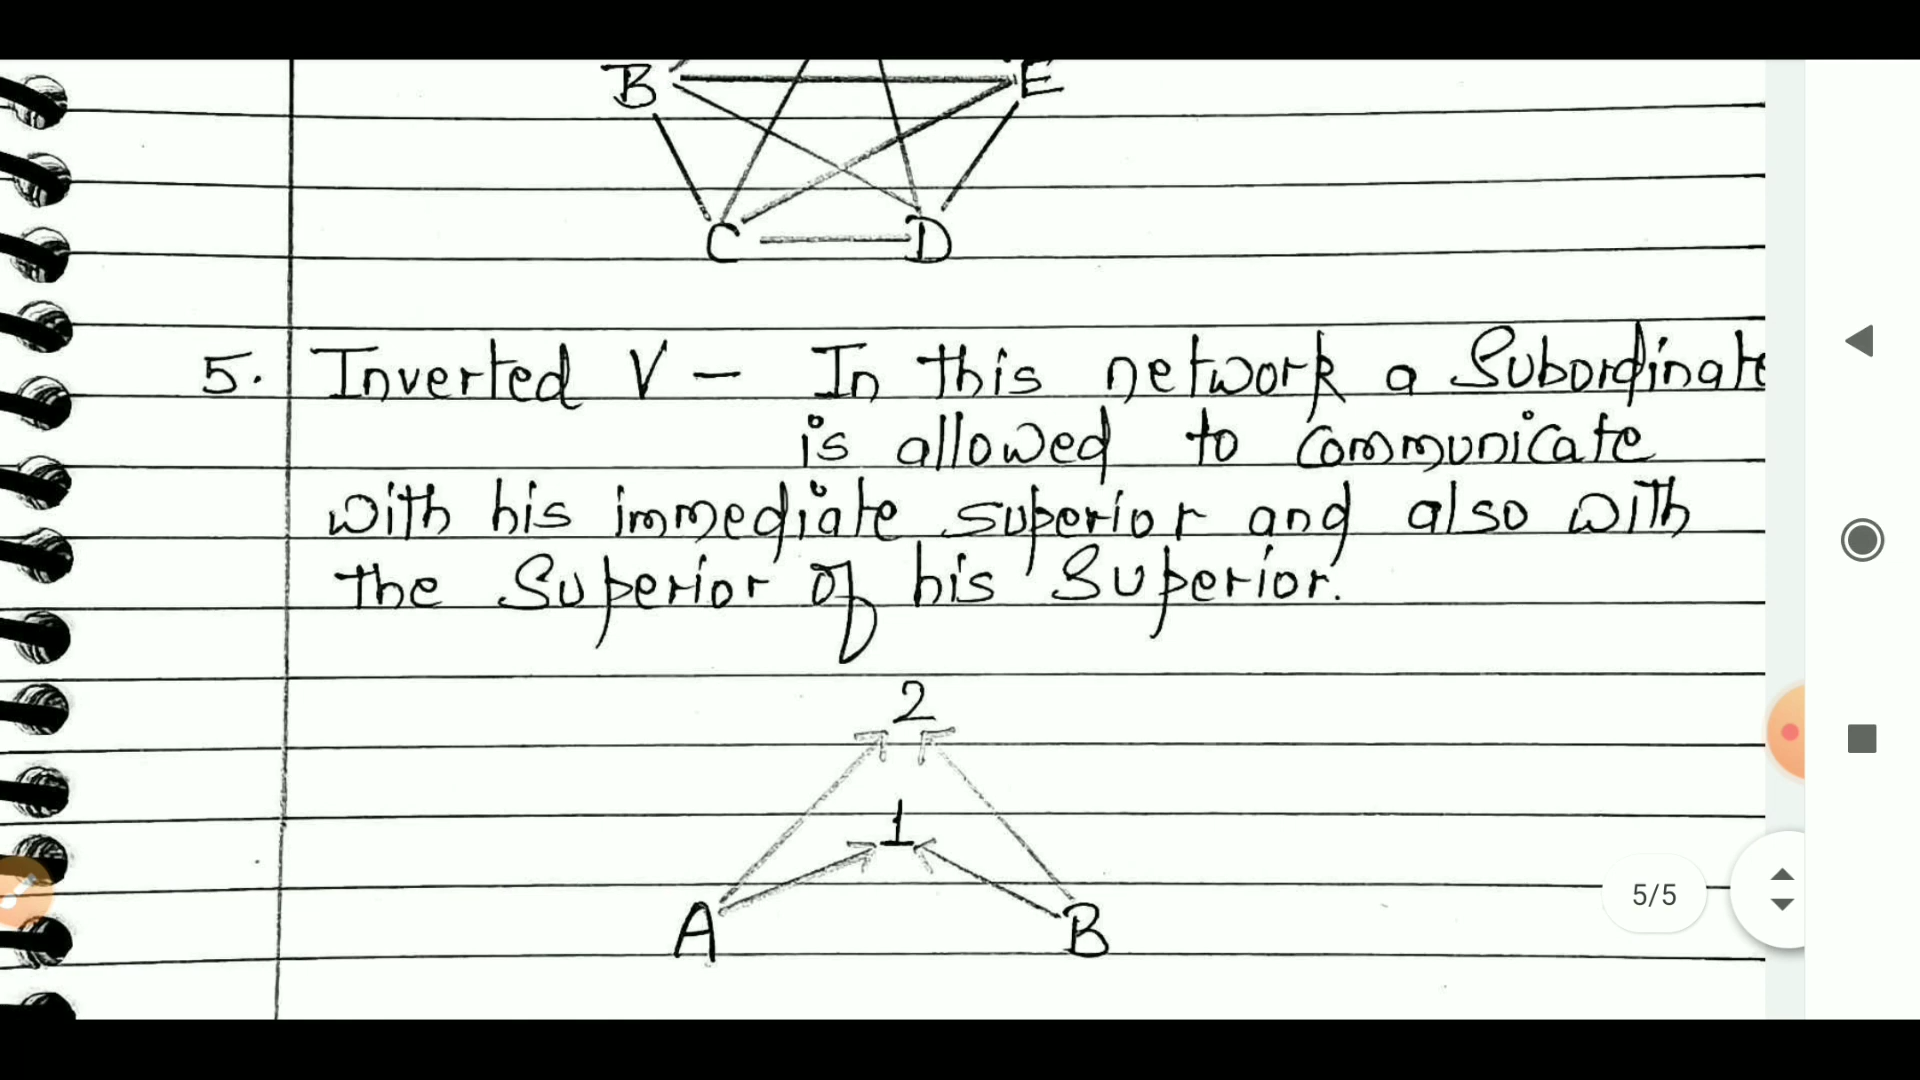 B E
C D
5. Inverted V - In this network a Subordinate
is allowed to communicate
with his immediate superior and also with
the Superior of his Superior.
2
1
A B
5/5